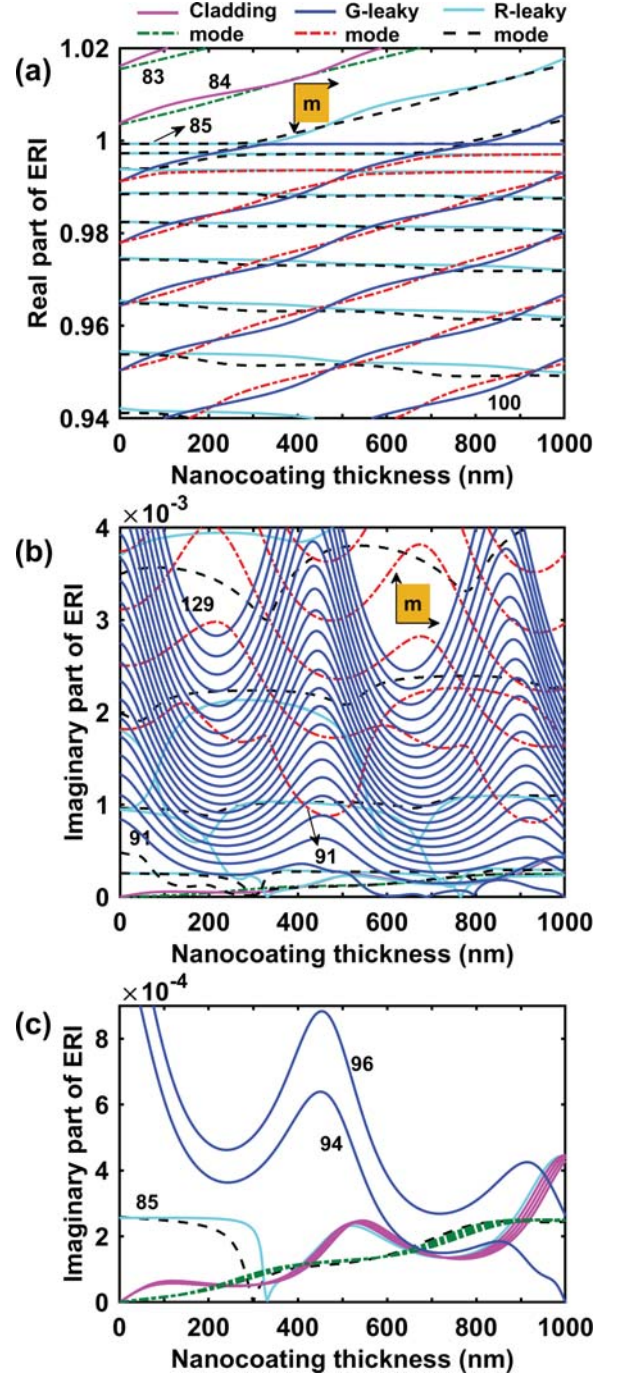 Cladding G-leaky R-leaky
mode mode mode
(a)
1.02
1
0.98
0.96
0.94
83
84
85
m
100
0 200 400 600 800 1000
Real part of ERI
Nanocoating thickness (nm)
(b)
×10⁻³
4
3
2
1
0
129
m
91
91
0 200 400 600 800 1000
Imaginary part of ERI
Nanocoating thickness (nm)
(c)
×10⁻⁴
8
6
4
2
0
96
94
85
0 200 400 600 800 1000
Imaginary part of ERI
Nanocoating thickness (nm)